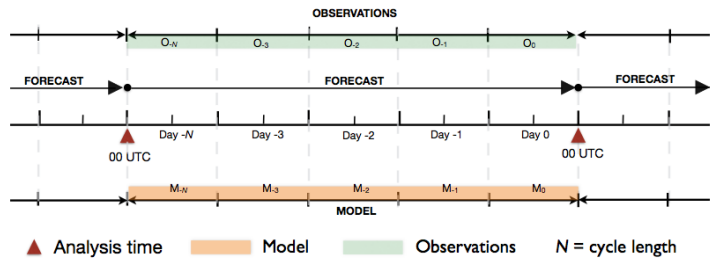 OBSERVATIONS
O-N O-3 O-2 O-1 O0
FORECAST FORECAST FORECAST
Day -N Day -3 Day -2 Day -1 Day 0
00 UTC 00 UTC
M-N M-3 M-2 M-1 M0
MODEL
Analysis time Model Observations N = cycle length